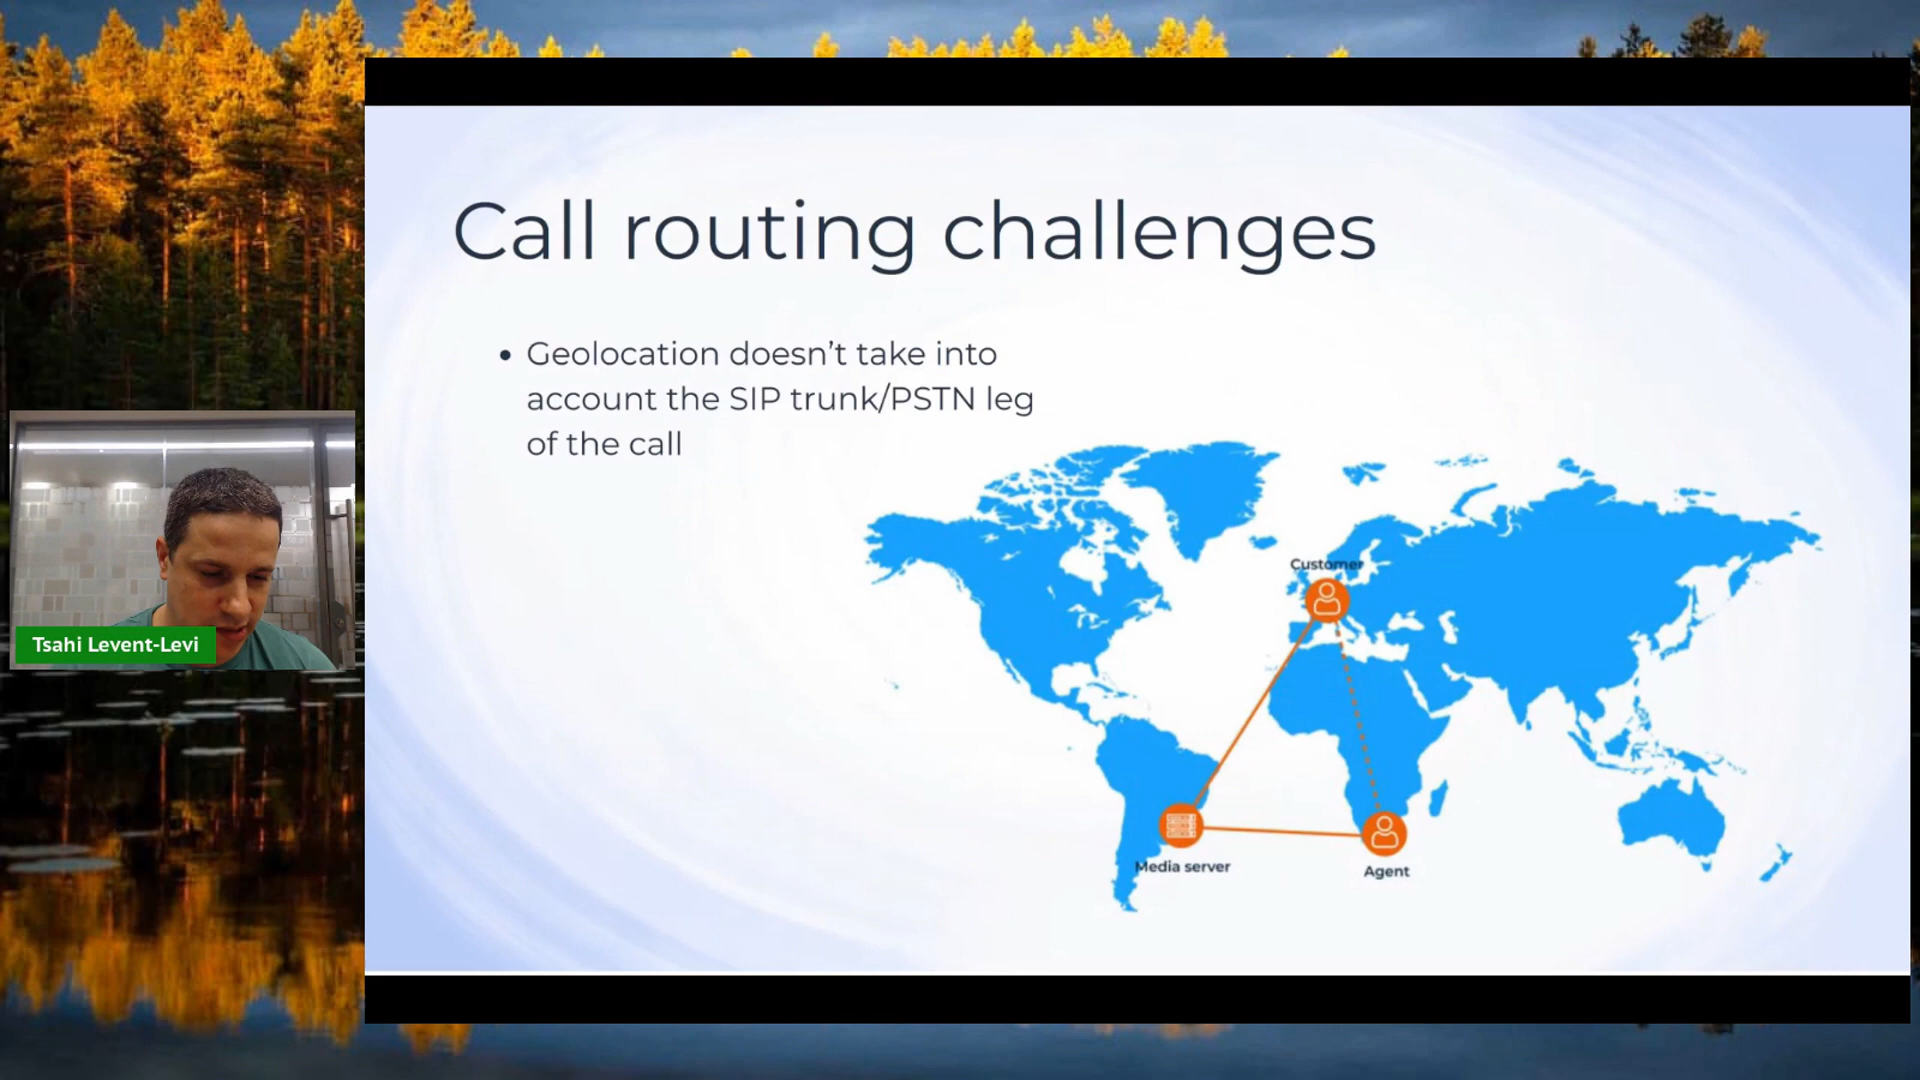 Call routing challenges
• Geolocation doesn’t take into
account the SIP trunk/PSTN leg
of the call
Customer
Media server
Agent
Tsahi Levent-Levi